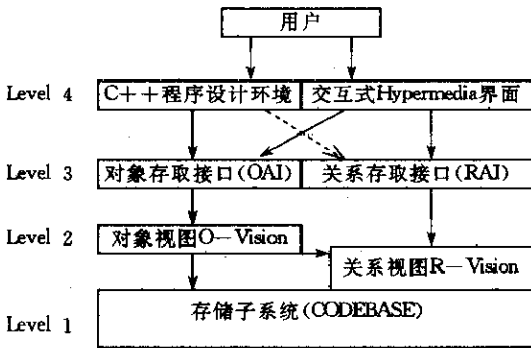 用户
Level 4
C++程序设计环境
交互式Hypermedia界面
Level 3
对象存取接口(OAI)
关系存取接口(RAI)
Level 2
对象视图O-Vision
关系视图R-Vision
Level 1
存储子系统(CODEBASE)